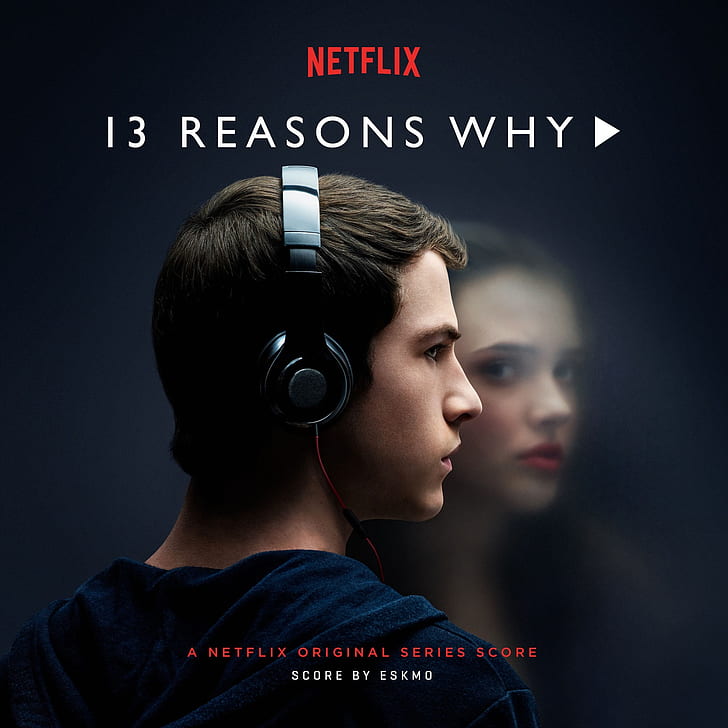 NETFLIX
13 REASONS WHY
A NETFLIX ORIGINAL SERIES SCORE
SCORE BY ESKMO